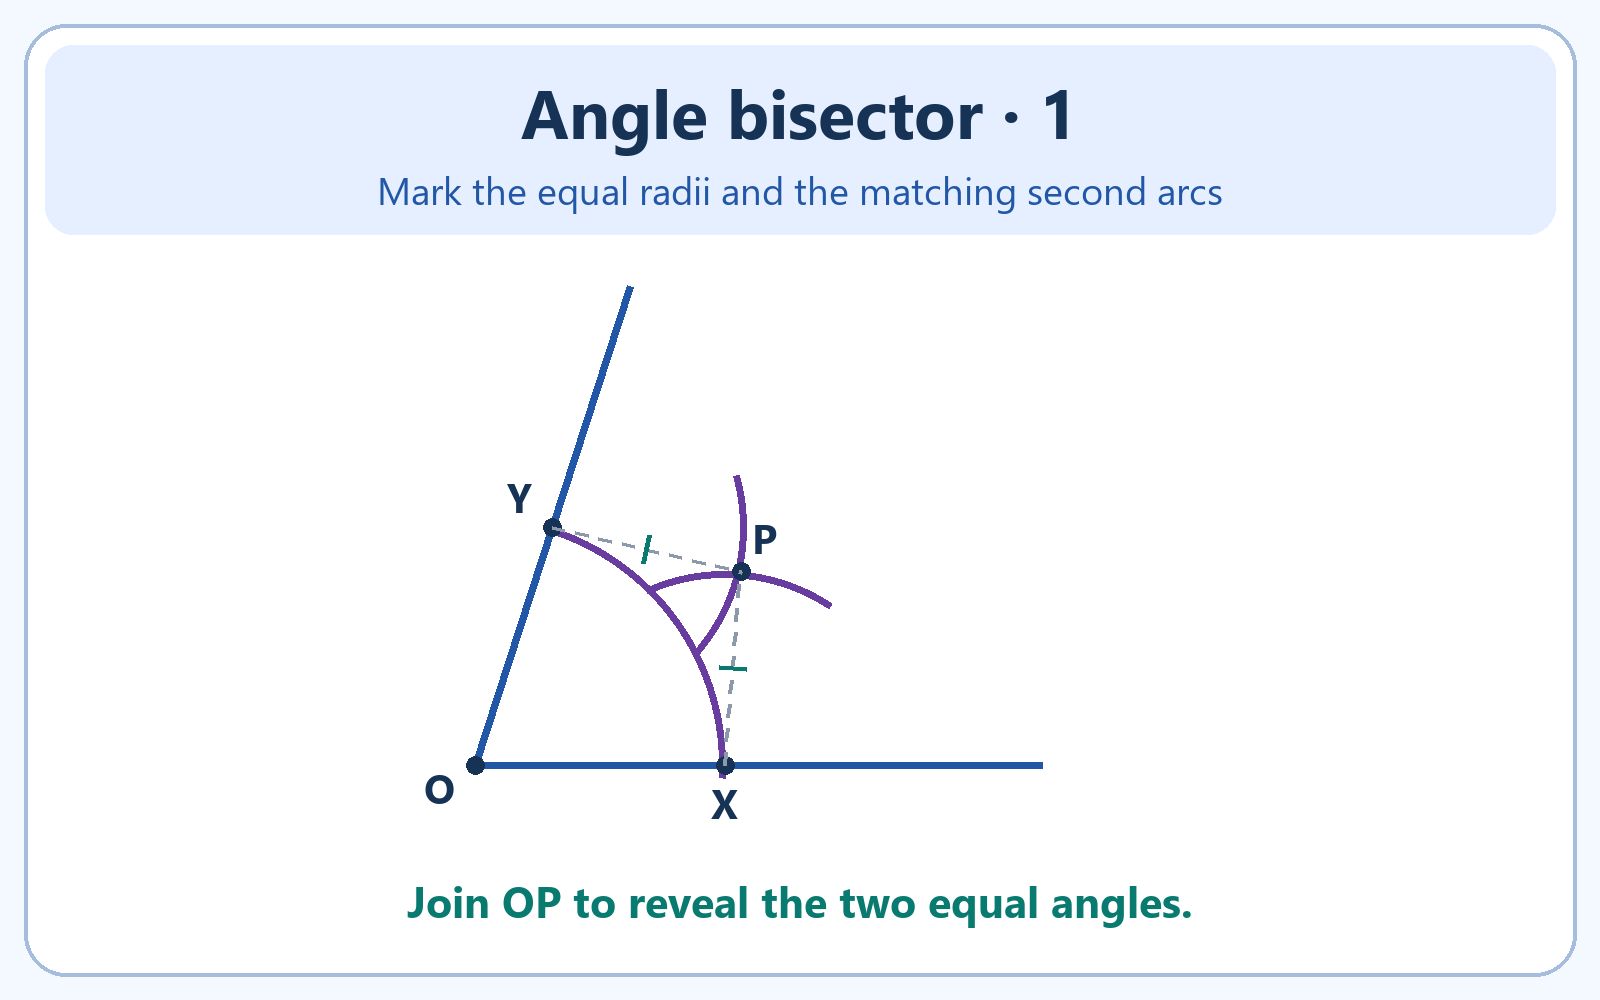 Angle bisector · 1
Mark the equal radii and the matching second arcs
Y
P
O
X
Join OP to reveal the two equal angles.